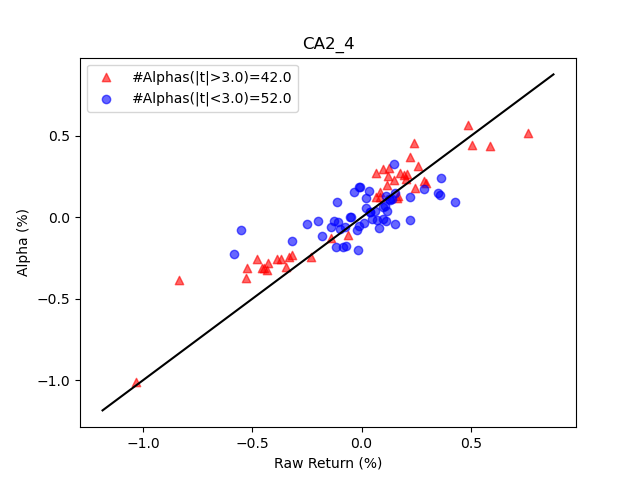 CA2_4
#Alphas(|t|>3.0)=42.0
#Alphas(|t|<3.0)=52.0
Alpha (%)
0.5
0.0
−0.5
−1.0
−1.0 −0.5 0.0 0.5
Raw Return (%)